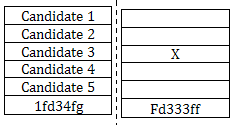 Candidate 1
Candidate 2
Candidate 3
Candidate 4
Candidate 5
1fd34fg
X
Fd333ff